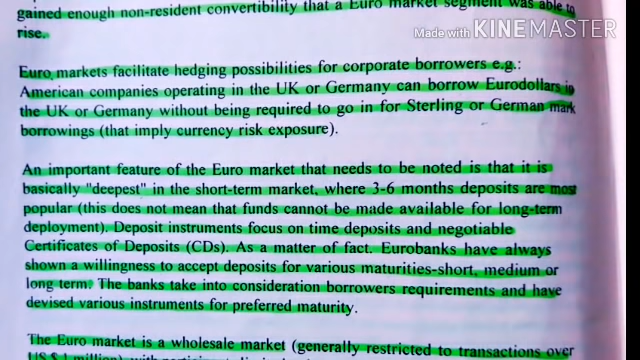 gained enough non-resident convertibility that a Euro market segment was able to
rise.
Made with KINEMASTER
Euro markets facilitate hedging possibilities for corporate borrowers e.g.:
American companies operating in the UK or Germany can borrow Eurodollars in
the UK or Germany without being required to go in for Sterling or German mark
borrowings (that imply currency risk exposure).
An important feature of the Euro market that needs to be noted is that it is
basically "deepest" in the short-term market, where 3-6 months deposits are most
popular (this does not mean that funds cannot be made available for long-term
deployment). Deposit instruments focus on time deposits and negotiable
Certificates of Deposits (CDs). As a matter of fact. Eurobanks have always
shown a willingness to accept deposits for various maturities-short, medium or
long term. The banks take into consideration borrowers requirements and have
devised various instruments for preferred maturity.
The Euro market is a wholesale market (generally restricted to transactions over
US $ 1 million)